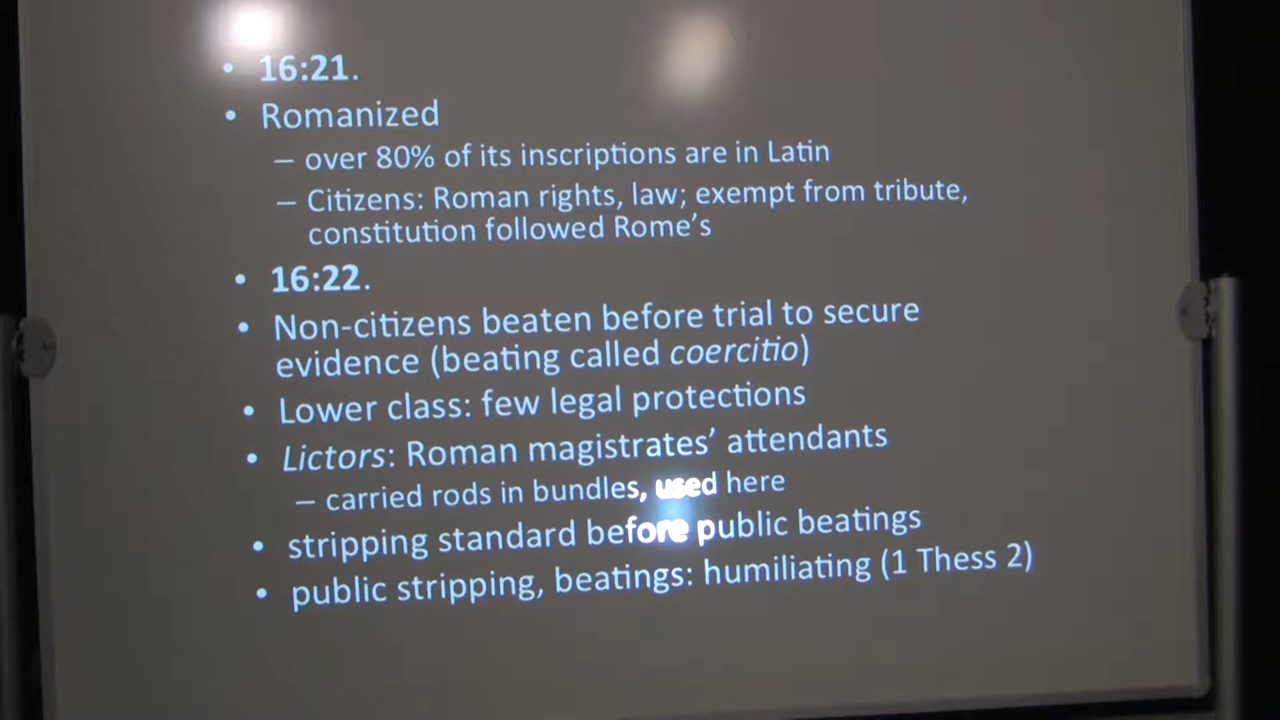 • 16:21.
• Romanized
– over 80% of its inscriptions are in Latin
– Citizens: Roman rights, law; exempt from tribute,
constitution followed Rome's
• 16:22.
• Non-citizens beaten before trial to secure
evidence (beating called coercitio)
• Lower class: few legal protections
• Lictors: Roman magistrates' attendants
– carried rods in bundles, used here
• stripping standard before public beatings
• public stripping, beatings: humiliating (1 Thess 2)